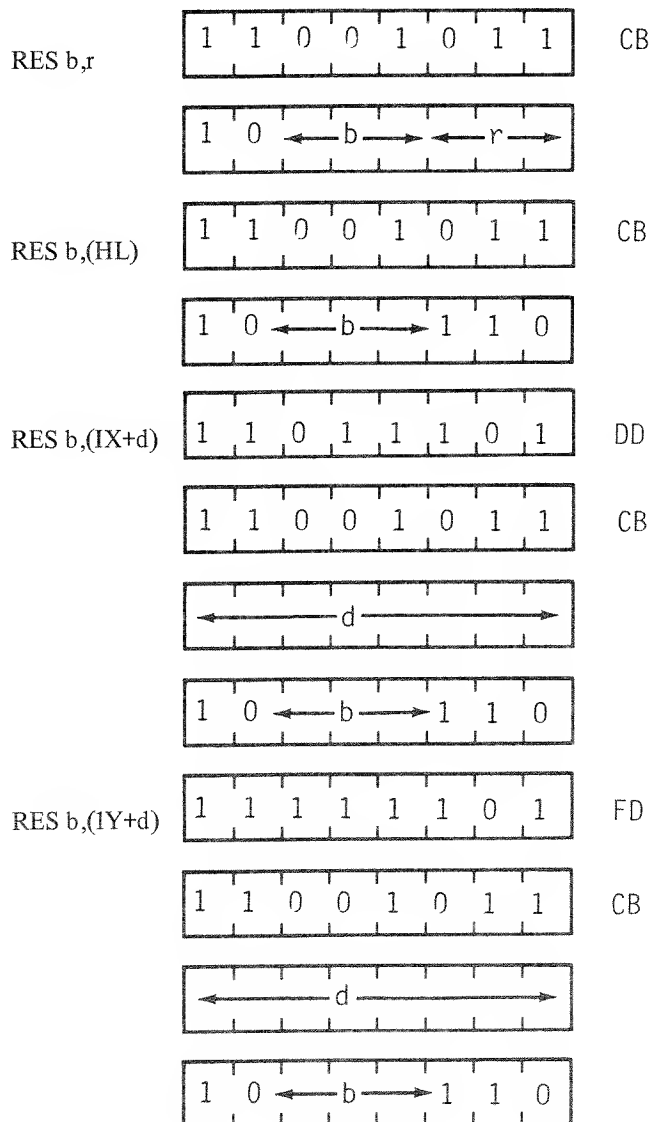 RES b,r 1 1 0 0 1 0 1 1 CB
1 0 b r
RES b,(HL) 1 1 0 0 1 0 1 1 CB
1 0 b 1 1 0
RES b,(IX+d) 1 1 0 1 1 1 0 1 DD
1 1 0 0 1 0 1 1 CB
d
1 0 b 1 1 0
RES b,(IY+d) 1 1 1 1 1 1 0 1 FD
1 1 0 0 1 0 1 1 CB
d
1 0 b 1 1 0